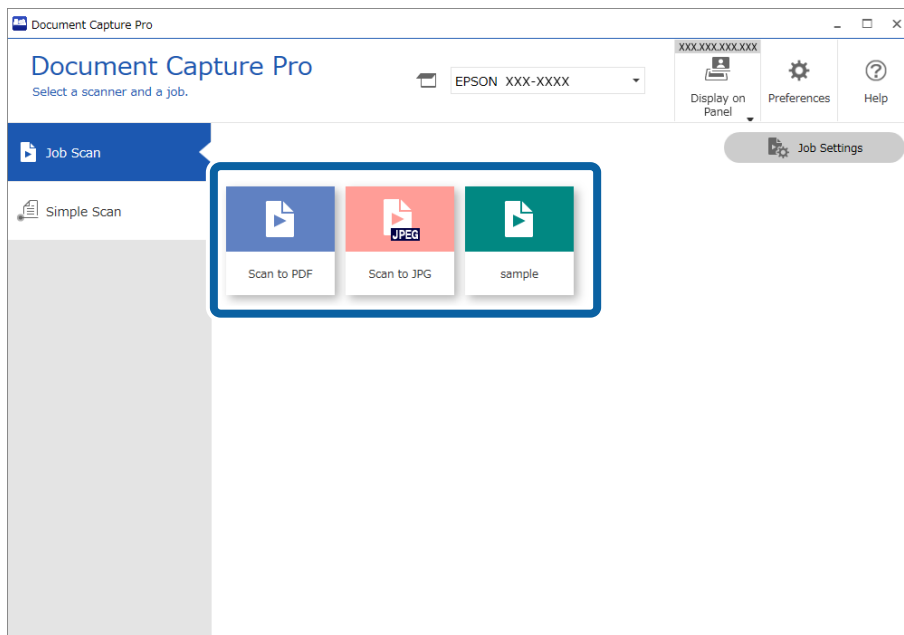 Document Capture Pro
Document Capture Pro
Select a scanner and a job.
EPSON XXX-XXXX
XXX.XXX.XXX.XXX
Display on
Panel
Preferences
Help
Job Scan
Job Settings
Simple Scan
Scan to PDF
JPEG
Scan to JPG
sample